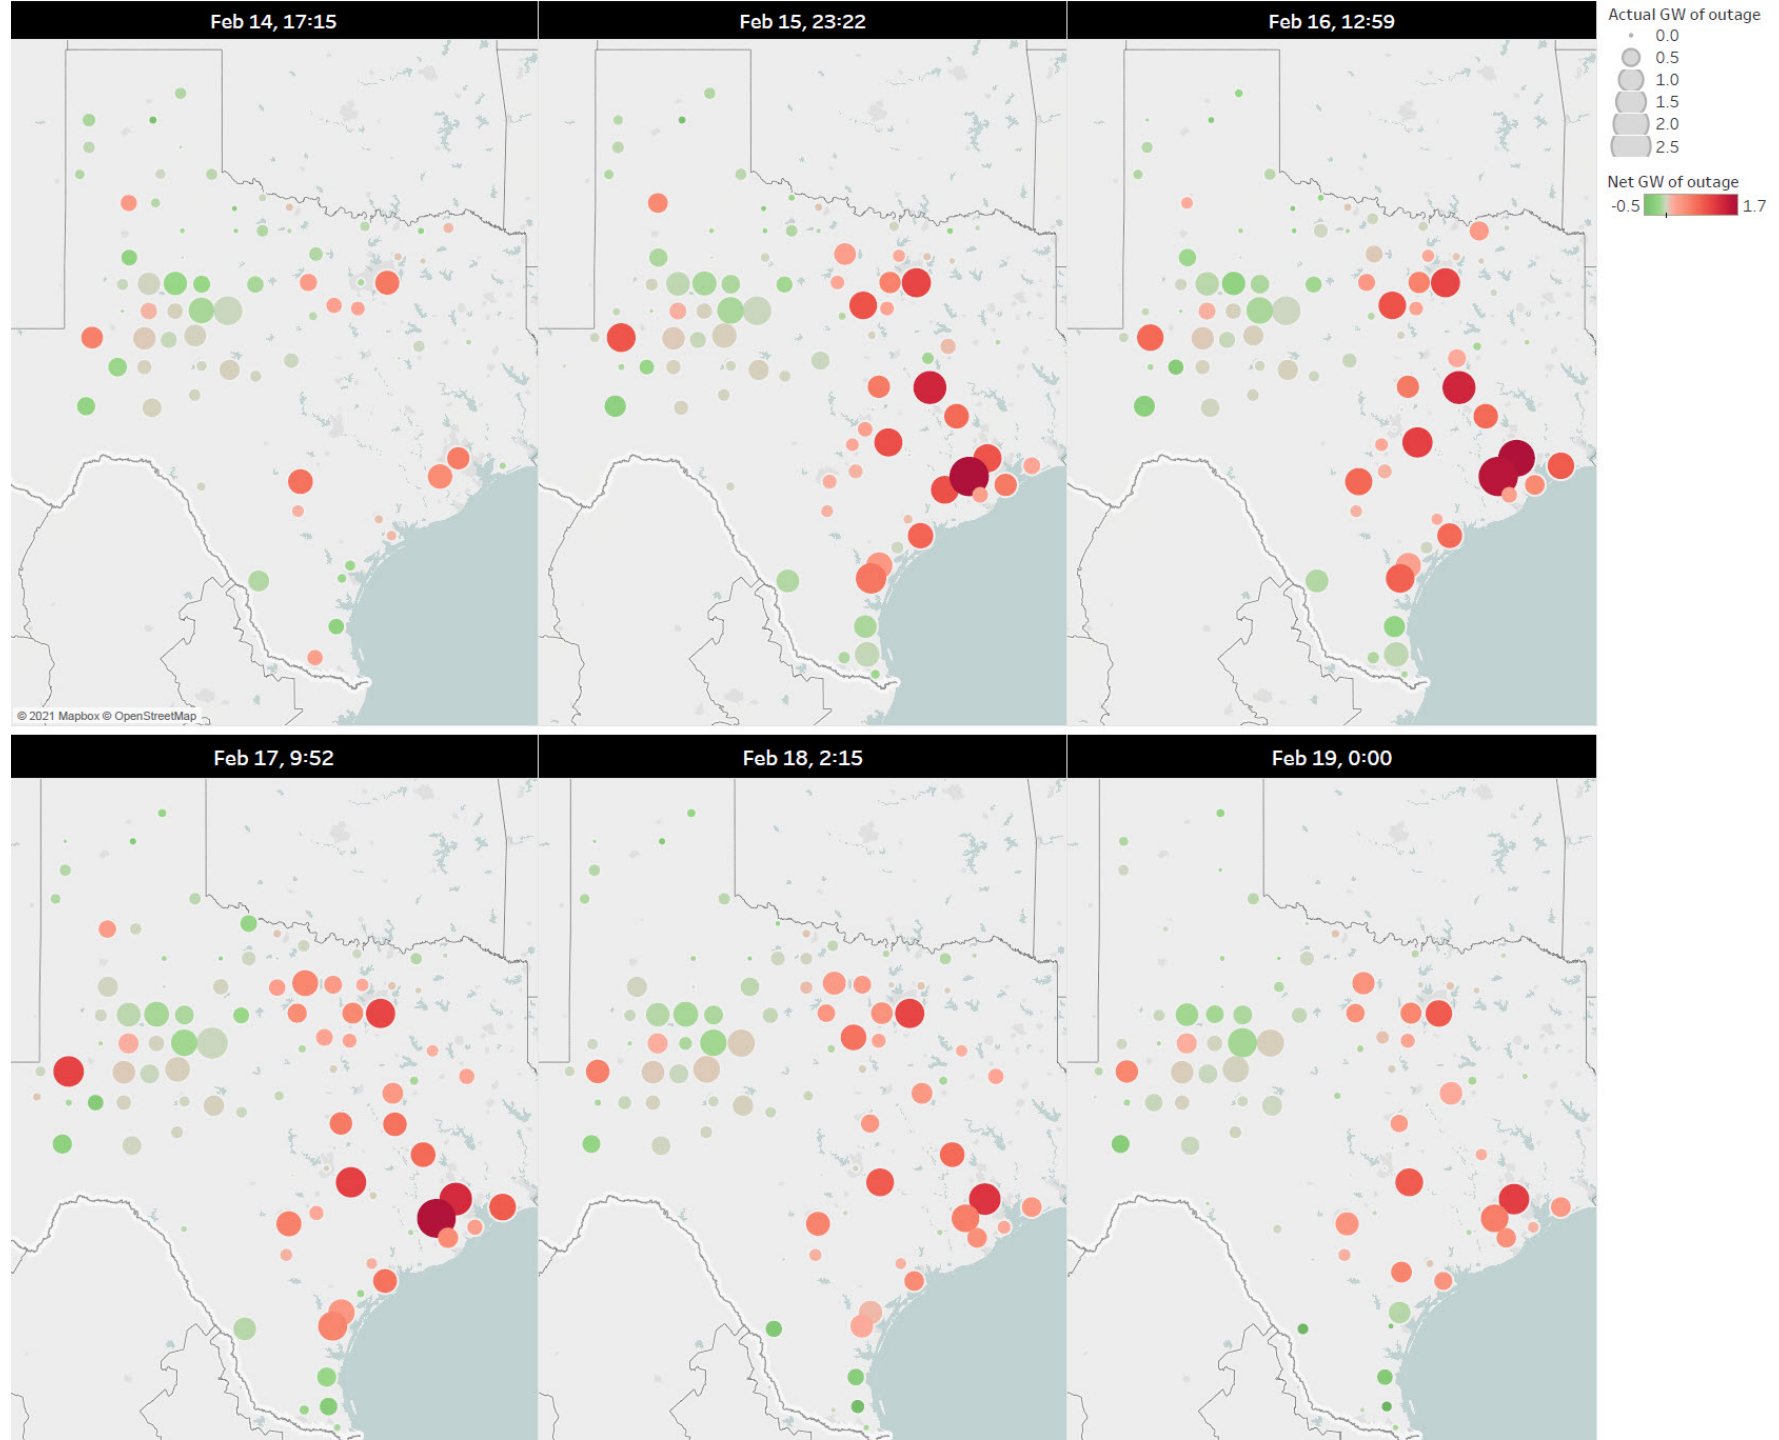 Feb 14, 17:15
Feb 15, 23:22
Feb 16, 12:59
Actual GW of outage
0.0
0.5
1.0
1.5
2.0
2.5
Net GW of outage
-0.5 1.7
© 2021 Mapbox © OpenStreetMap
Feb 17, 9:52
Feb 18, 2:15
Feb 19, 0:00